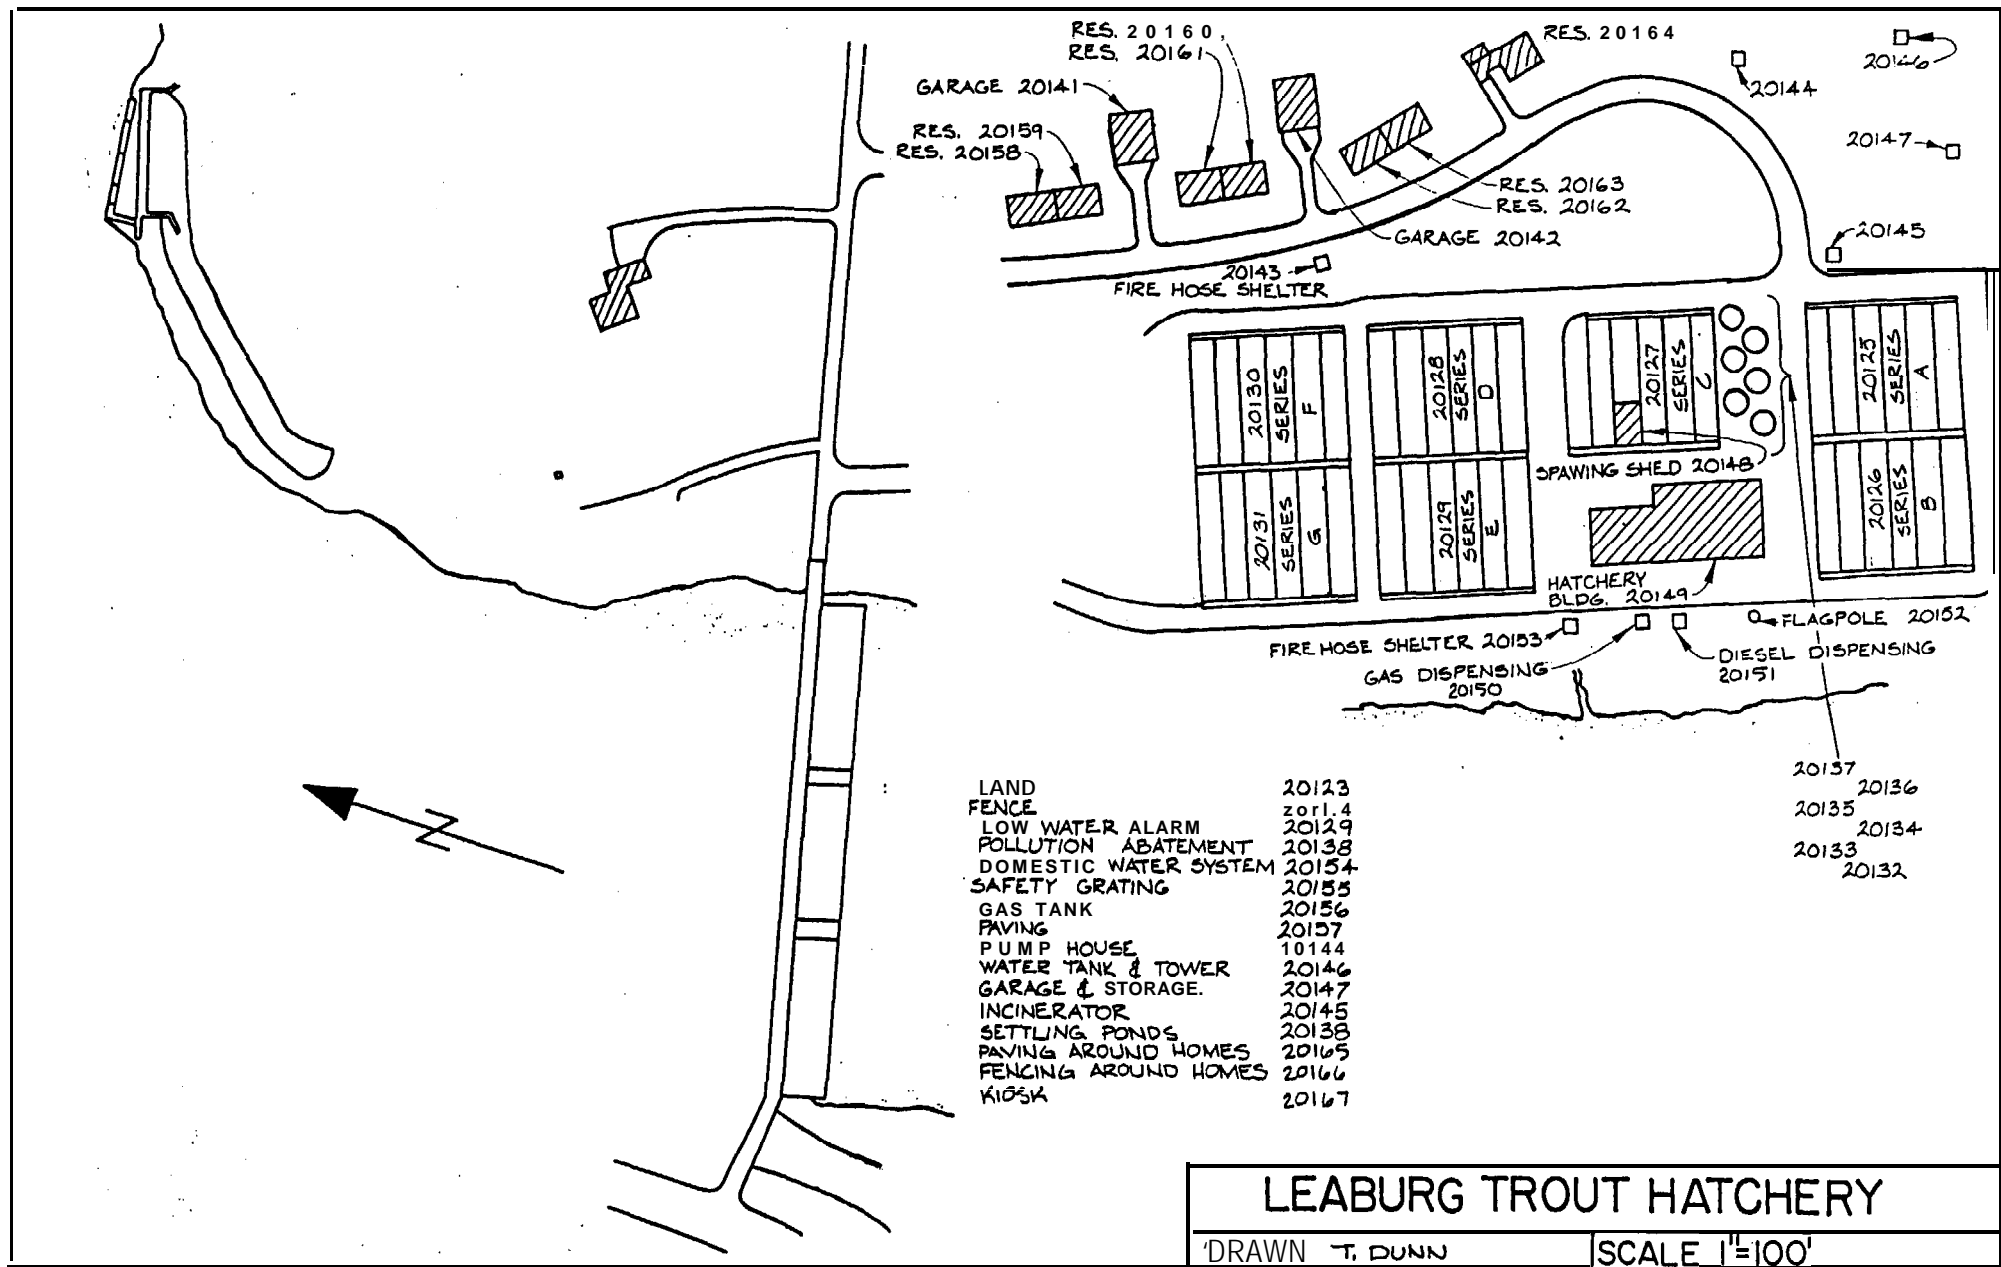 RES. 20160,
RES. 20161
RES. 20164
GARAGE 20141
20144
20146
RES. 20159
RES. 20158
20147
RES. 20163
RES. 20162
GARAGE 20142
20145
20143
FIRE HOSE SHELTER
20130
SERIES
F
20128
SERIES
D
20127
SERIES
C
20125
SERIES
A
SPAWING SHED 20148
20131
SERIES
G
20129
SERIES
E
20126
SERIES
B
HATCHERY
BLDG. 20149
FLAGPOLE 20152
FIRE HOSE SHELTER 20153
GAS DISPENSING
20150
DIESEL DISPENSING
20151
20137
20136
20135
20134
20133
20132
N
LAND 20123
FENCE zorl.4
LOW WATER ALARM 20129
POLLUTION ABATEMENT 20138
DOMESTIC WATER SYSTEM 20154
SAFETY GRATING 20155
GAS TANK 20156
PAVING 20157
PUMP HOUSE 10144
WATER TANK & TOWER 20146
GARAGE & STORAGE. 20147
INCINERATOR 20145
SETTLING PONDS 20138
PAVING AROUND HOMES 20165
FENCING AROUND HOMES 20166
KIOSK 20167
LEABURG TROUT HATCHERY
'DRAWN T. DUNN
SCALE 1"=100'